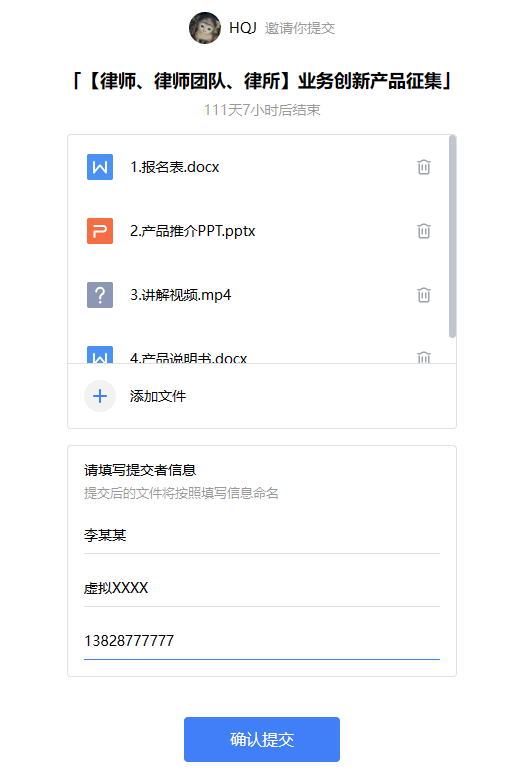 HQJ 邀请你提交
「【律师、律师团队、律所】业务创新产品征集」
111天7小时后结束
1.报名表.docx
2.产品推介PPT.pptx
3.讲解视频.mp4
4.产品说明书.docx
添加文件
请填写提交者信息
提交后的文件将按照填写信息命名
李某某
虚拟XXXX
13828777777
确认提交